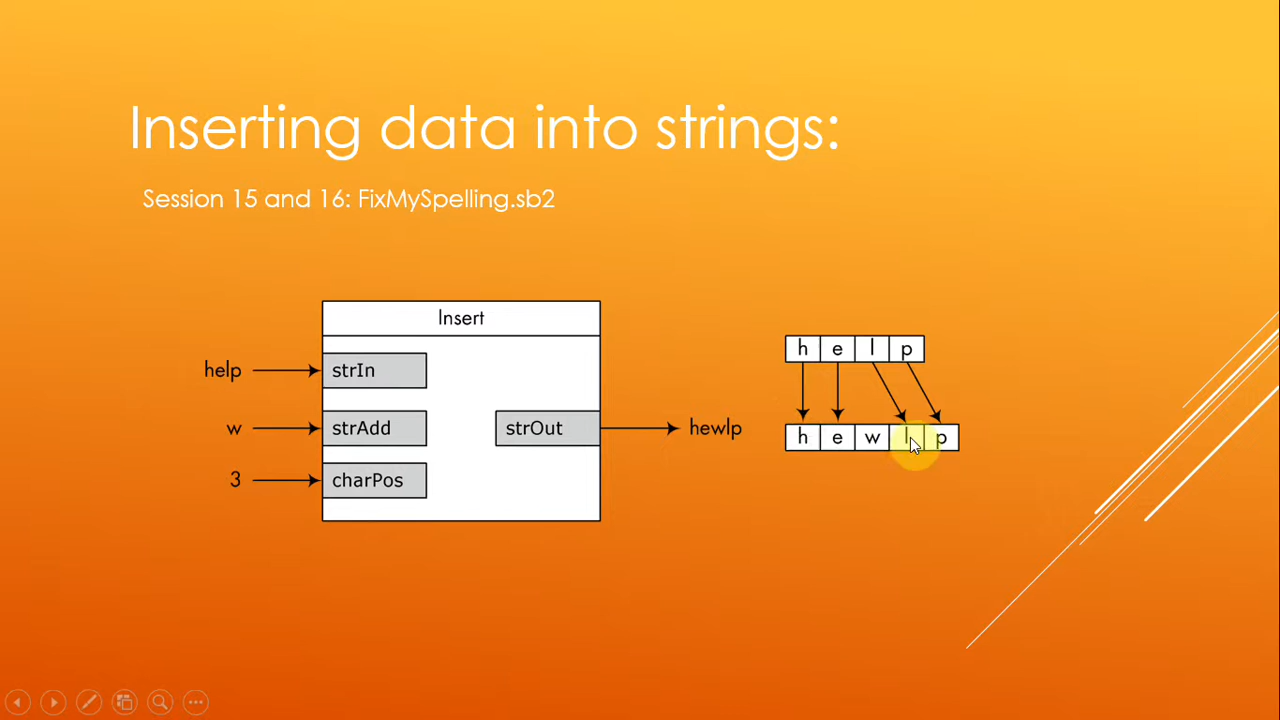 Inserting data into strings:
Session 15 and 16: FixMySpelling.sb2
Insert
help
strIn
w
strAdd
strOut
hewlp
3
charPos
h e l p
h e w l p